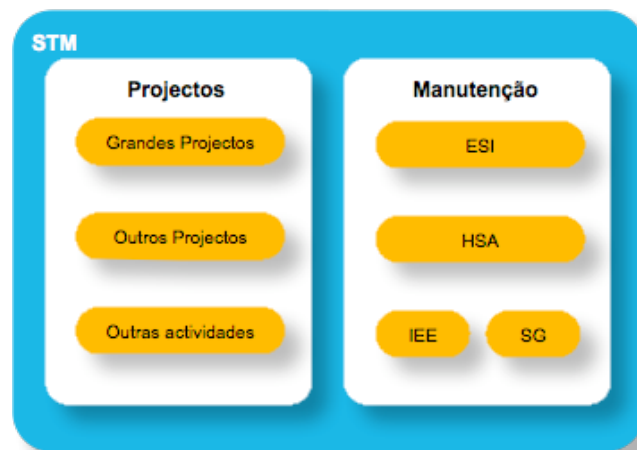 STM
Projectos
Grandes Projectos
Outros Projectos
Outras actividades
Manutenção
ESI
HSA
IEE
SG